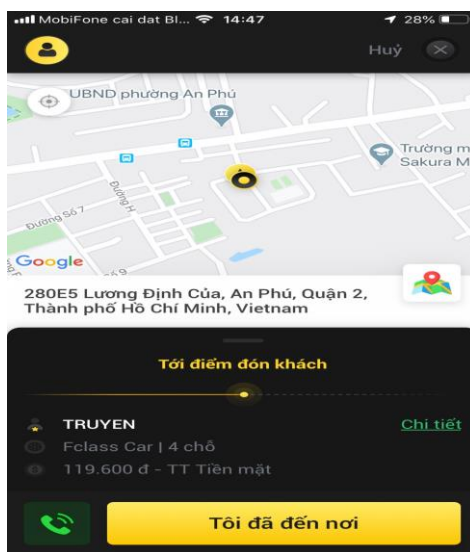 MobiFone cai dat Bl... 14:47 28%
Huỷ
UBND phường An Phú
Trường m
Sakura M
Đường H
Đường Số 7
Số 9
Google
280E5 Lương Định Của, An Phú, Quận 2,
Thành phố Hồ Chí Minh, Vietnam
Tới điểm đón khách
TRUYEN Chi tiết
Fclass Car | 4 chỗ
119.600 đ - TT Tiền mặt
Tôi đã đến nơi